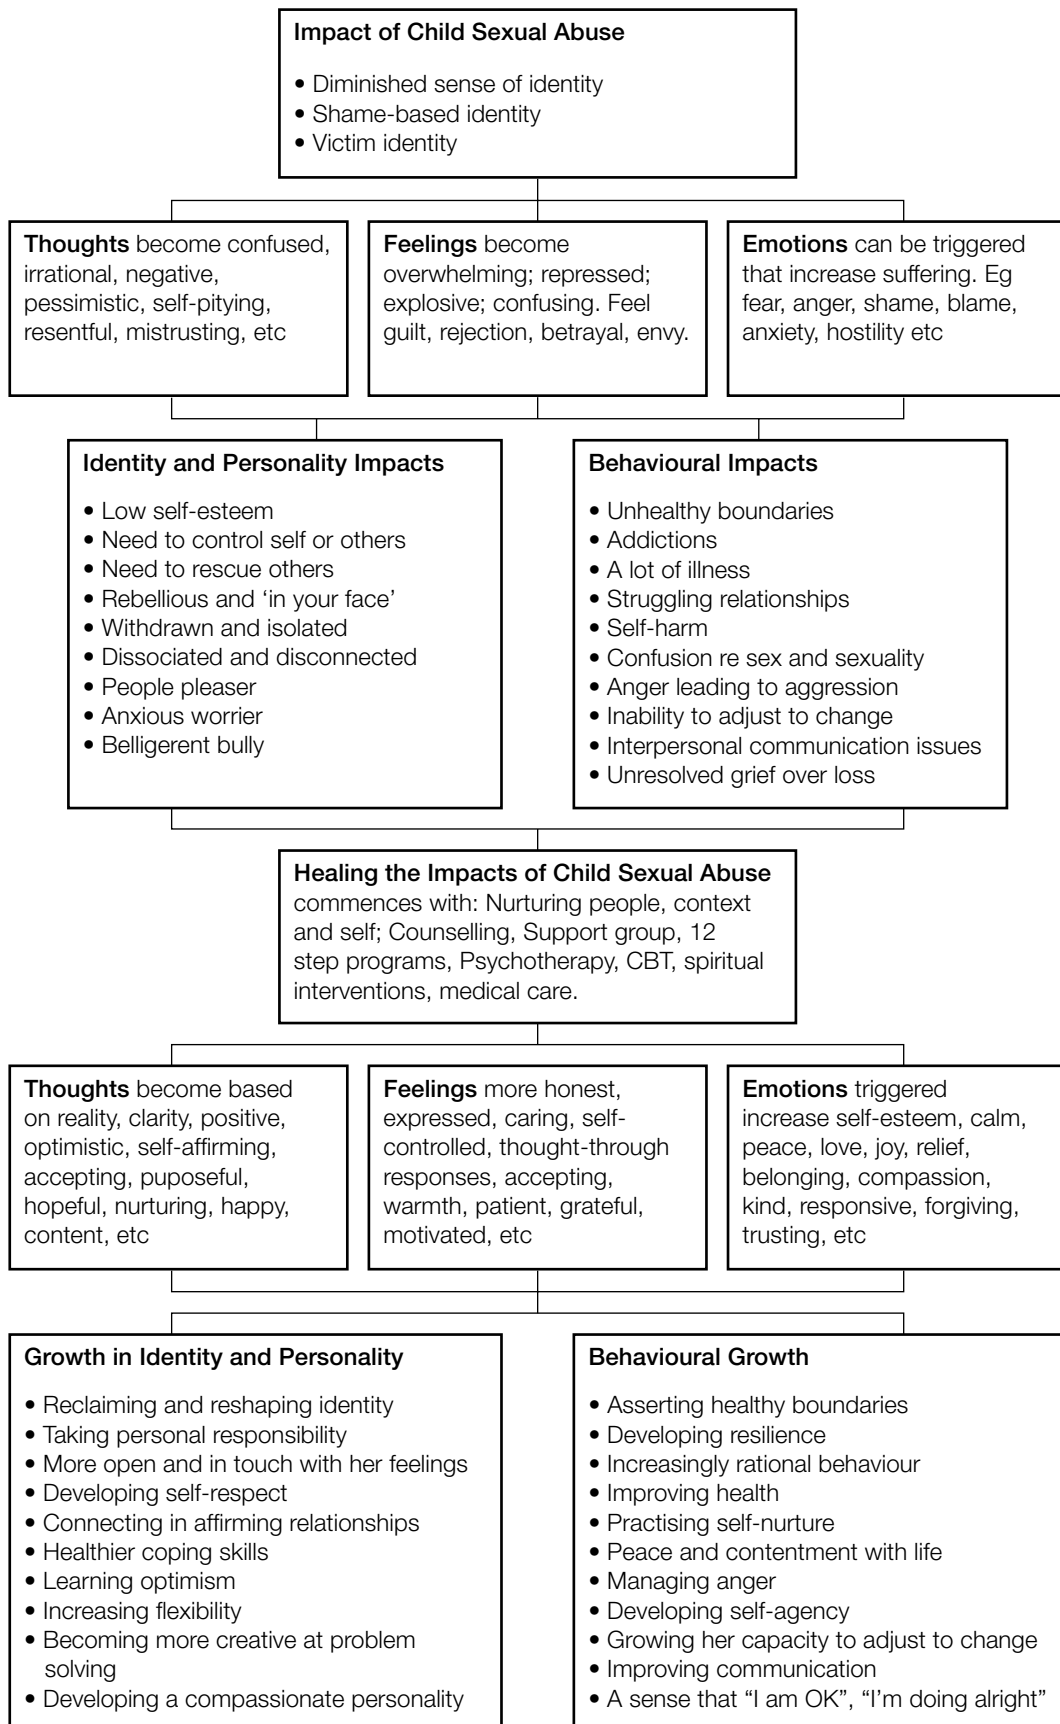 Impact of Child Sexual Abuse
• Diminished sense of identity
• Shame-based identity
• Victim identity
Thoughts become confused,
irrational, negative,
pessimistic, self-pitying,
resentful, mistrusting, etc
Feelings become
overwhelming; repressed;
explosive; confusing. Feel
guilt, rejection, betrayal, envy.
Emotions can be triggered
that increase suffering. Eg
fear, anger, shame, blame,
anxiety, hostility etc
Identity and Personality Impacts
• Low self-esteem
• Need to control self or others
• Need to rescue others
• Rebellious and ‘in your face’
• Withdrawn and isolated
• Dissociated and disconnected
• People pleaser
• Anxious worrier
• Belligerent bully
Behavioural Impacts
• Unhealthy boundaries
• Addictions
• A lot of illness
• Struggling relationships
• Self-harm
• Confusion re sex and sexuality
• Anger leading to aggression
• Inability to adjust to change
• Interpersonal communication issues
• Unresolved grief over loss
Healing the Impacts of Child Sexual Abuse
commences with: Nurturing people, context
and self; Counselling, Support group, 12
step programs, Psychotherapy, CBT, spiritual
interventions, medical care.
Thoughts become based
on reality, clarity, positive,
optimistic, self-affirming,
accepting, puposeful,
hopeful, nurturing, happy,
content, etc
Feelings more honest,
expressed, caring, self-
controlled, thought-through
responses, accepting,
warmth, patient, grateful,
motivated, etc
Emotions triggered
increase self-esteem, calm,
peace, love, joy, relief,
belonging, compassion,
kind, responsive, forgiving,
trusting, etc
Growth in Identity and Personality
• Reclaiming and reshaping identity
• Taking personal responsibility
• More open and in touch with her feelings
• Developing self-respect
• Connecting in affirming relationships
• Healthier coping skills
• Learning optimism
• Increasing flexibility
• Becoming more creative at problem
solving
• Developing a compassionate personality
Behavioural Growth
• Asserting healthy boundaries
• Developing resilience
• Increasingly rational behaviour
• Improving health
• Practising self-nurture
• Peace and contentment with life
• Managing anger
• Developing self-agency
• Growing her capacity to adjust to change
• Improving communication
• A sense that “I am OK”, “I’m doing alright”